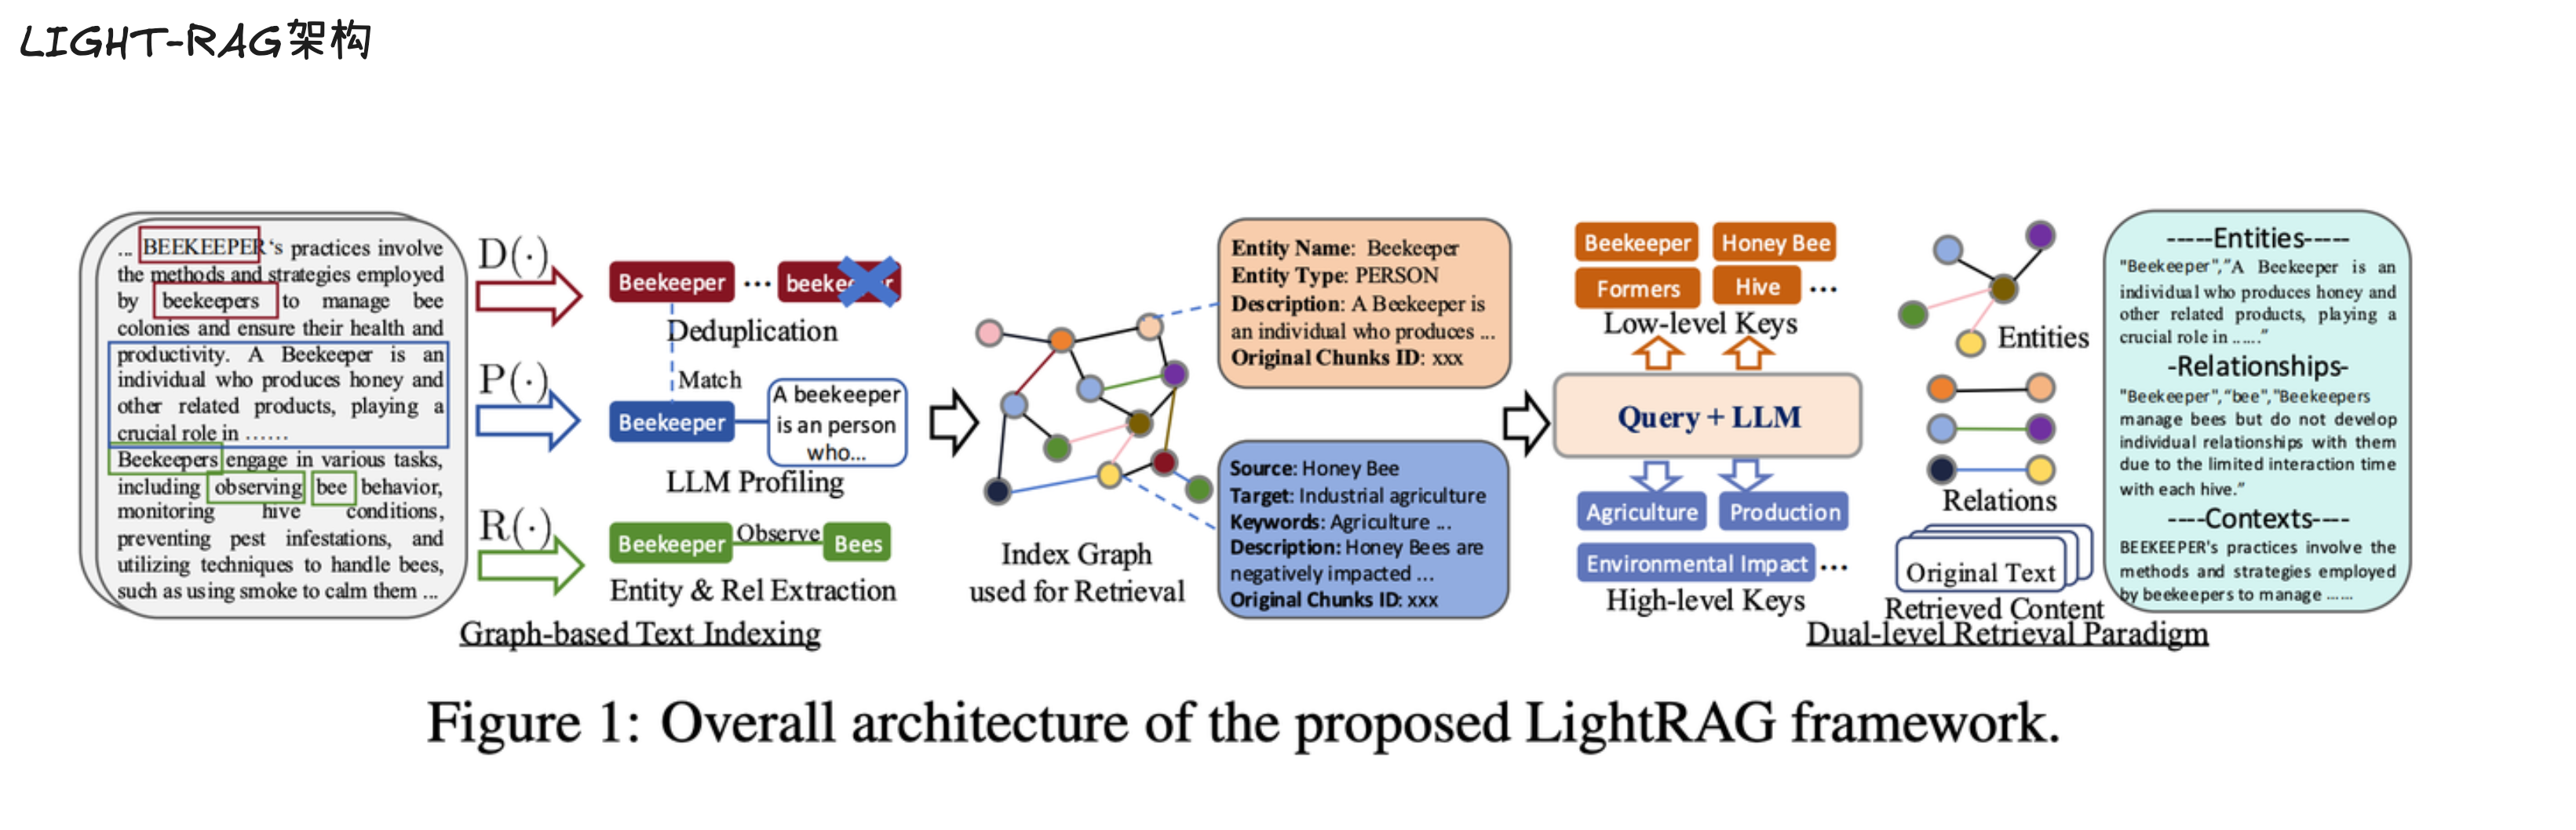 LIGHT-RAG架构
... BEEKEEPER‘s practices involve
the methods and strategies employed
by beekeepers to manage bee
colonies and ensure their health and
productivity. A Beekeeper is an
individual who produces honey and
other related products, playing a
crucial role in ......
Beekeepers engage in various tasks,
including observing bee behavior,
monitoring hive conditions,
preventing pest infestations, and
utilizing techniques to handle bees,
such as using smoke to calm them ...
D(·)
Beekeeper ... beekeeper
Deduplication
Match
P(·)
Beekeeper
A beekeeper
is an person
who...
LLM Profiling
R(·)
Beekeeper Observe Bees
Entity & Rel Extraction
Graph-based Text Indexing
Index Graph
used for Retrieval
Entity Name: Beekeeper
Entity Type: PERSON
Description: A Beekeeper is
an individual who produces ...
Original Chunks ID: xxx
Source: Honey Bee
Target: Industrial agriculture
Keywords: Agriculture ...
Description: Honey Bees are
negatively impacted ...
Original Chunks ID: xxx
Beekeeper Honey Bee
Formers Hive ...
Low-level Keys
Query + LLM
Agriculture Production
Environmental Impact ...
High-level Keys
Entities
Relations
Original Text
Retrieved Content
Dual-level Retrieval Paradigm
-----Entities-----
"Beekeeper","A Beekeeper is an
individual who produces honey and
other related products, playing a
crucial role in ......"
-Relationships-
"Beekeeper","bee","Beekeepers
manage bees but do not develop
individual relationships with them
due to the limited interaction time
with each hive."
----Contexts----
BEEKEEPER's practices involve the
methods and strategies employed
by beekeepers to manage ......
Figure 1: Overall architecture of the proposed LightRAG framework.